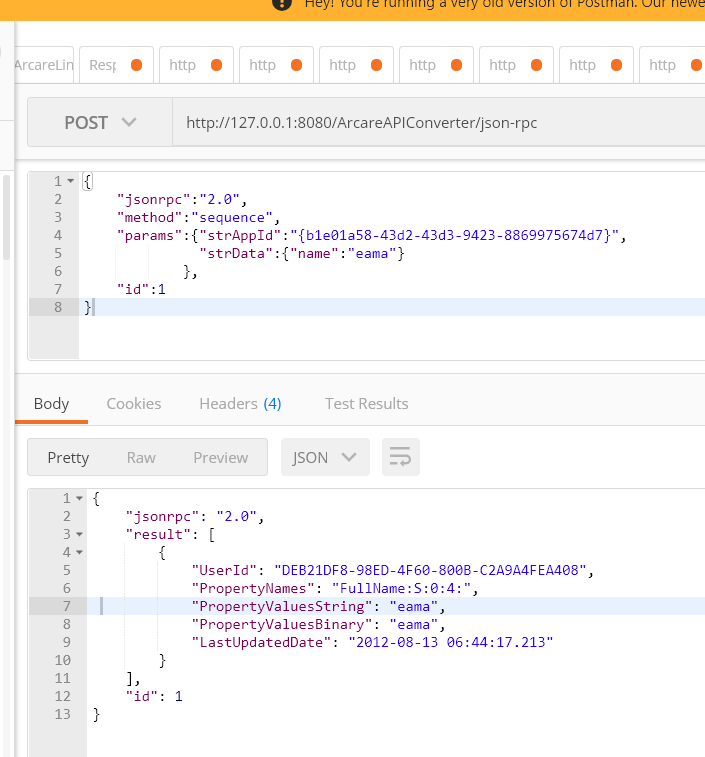 Hey! You're running a very old version of Postman. Our newe
ArcareLin Resp http http http http http http http
POST http://127.0.0.1:8080/ArcareAPIConverter/json-rpc
1 {
2 "jsonrpc":"2.0",
3 "method":"sequence",
4 "params":{"strAppId":"{b1e01a58-43d2-43d3-9423-8869975674d7}",
5 "strData":{"name":"eama"}
6 },
7 "id":1
8 }
Body Cookies Headers (4) Test Results
Pretty Raw Preview JSON
1 {
2 "jsonrpc": "2.0",
3 "result": [
4 {
5 "UserId": "DEB21DF8-98ED-4F60-800B-C2A9A4FEA408",
6 "PropertyNames": "FullName:S:0:4:",
7 "PropertyValuesString": "eama",
8 "PropertyValuesBinary": "eama",
9 "LastUpdatedDate": "2012-08-13 06:44:17.213"
10 }
11 ],
12 "id": 1
13 }